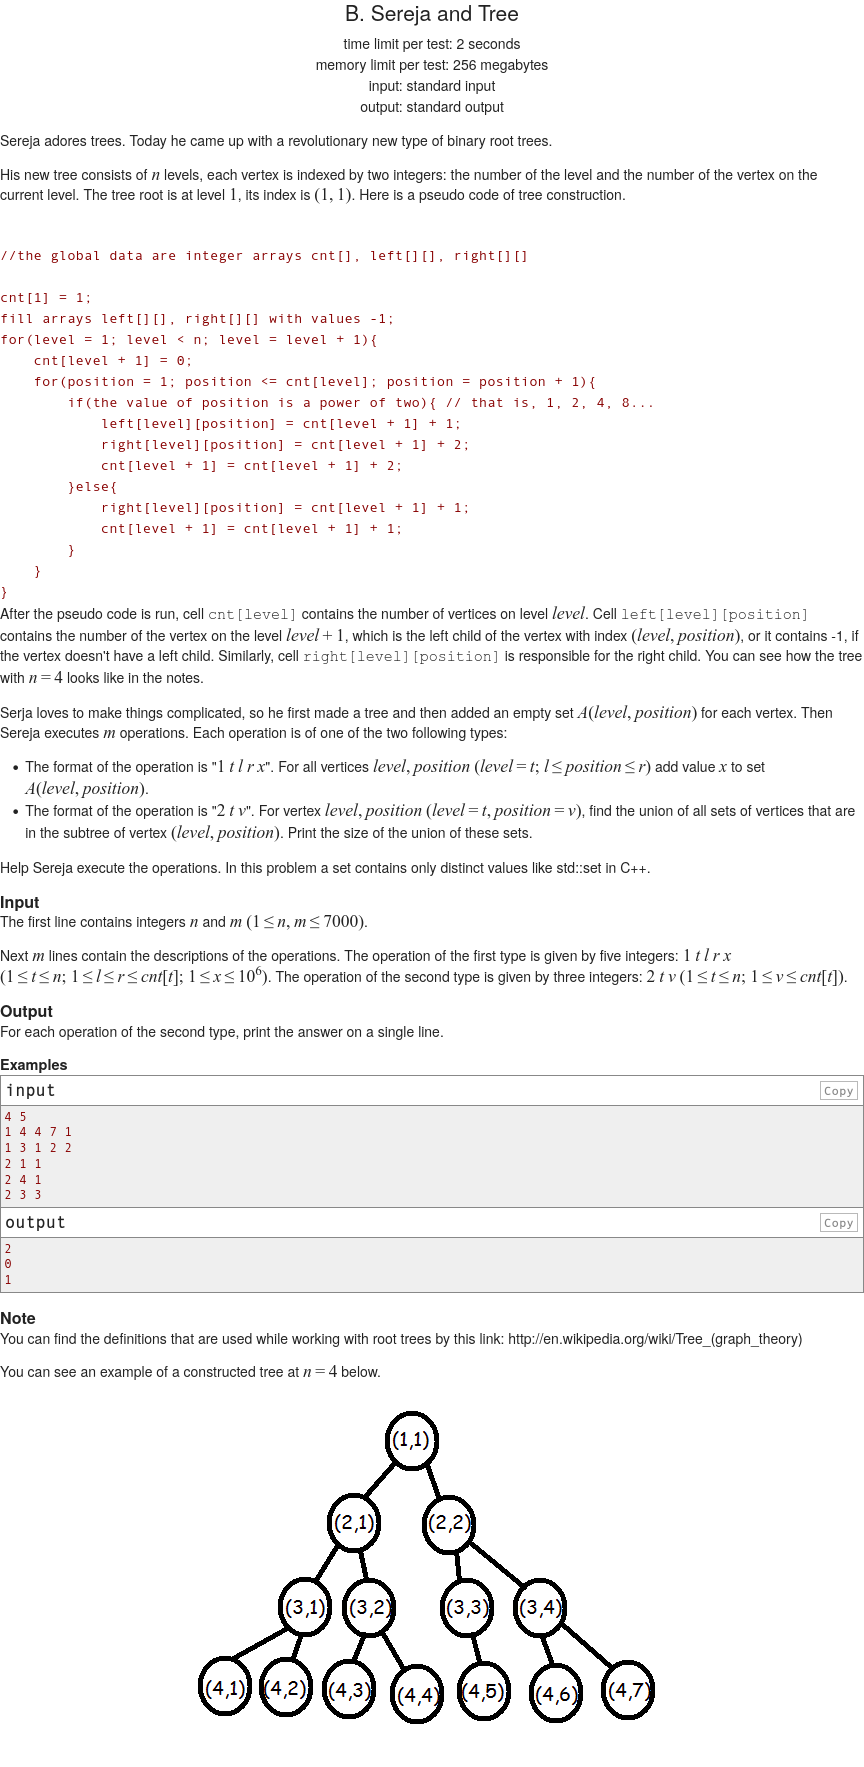 B. Sereja and Tree
time limit per test: 2 seconds
memory limit per test: 256 megabytes
input: standard input
output: standard output
Sereja adores trees. Today he came up with a revolutionary new type of binary root trees.
His new tree consists of n levels, each vertex is indexed by two integers: the number of the level and the number of the vertex on the
current level. The tree root is at level 1, its index is (1, 1). Here is a pseudo code of tree construction.
//the global data are integer arrays cnt[], left[][], right[][]
cnt[1] = 1;
fill arrays left[][], right[][] with values -1;
for(level = 1; level < n; level = level + 1){
    cnt[level + 1] = 0;
    for(position = 1; position <= cnt[level]; position = position + 1){
        if(the value of position is a power of two){ // that is, 1, 2, 4, 8...
            left[level][position] = cnt[level + 1] + 1;
            right[level][position] = cnt[level + 1] + 2;
            cnt[level + 1] = cnt[level + 1] + 2;
        }else{
            right[level][position] = cnt[level + 1] + 1;
            cnt[level + 1] = cnt[level + 1] + 1;
        }
    }
}
After the pseudo code is run, cell cnt[level] contains the number of vertices on level level. Cell left[level][position]
contains the number of the vertex on the level level + 1, which is the left child of the vertex with index (level, position), or it contains -1, if
the vertex doesn't have a left child. Similarly, cell right[level][position] is responsible for the right child. You can see how the tree
with n = 4 looks like in the notes.
Serja loves to make things complicated, so he first made a tree and then added an empty set A(level, position) for each vertex. Then
Sereja executes m operations. Each operation is of one of the two following types:
• The format of the operation is "1 t l r x". For all vertices level, position (level = t; l ≤ position ≤ r) add value x to set
A(level, position).
• The format of the operation is "2 t v". For vertex level, position (level = t, position = v), find the union of all sets of vertices that are
in the subtree of vertex (level, position). Print the size of the union of these sets.
Help Sereja execute the operations. In this problem a set contains only distinct values like std::set in C++.
Input
The first line contains integers n and m (1 ≤ n, m ≤ 7000).
Next m lines contain the descriptions of the operations. The operation of the first type is given by five integers: 1 t l r x
(1 ≤ t ≤ n; 1 ≤ l ≤ r ≤ cnt[t]; 1 ≤ x ≤ 10⁶). The operation of the second type is given by three integers: 2 t v (1 ≤ t ≤ n; 1 ≤ v ≤ cnt[t]).
Output
For each operation of the second type, print the answer on a single line.
Examples
input Copy
4 5
1 4 4 7 1
1 3 1 2 2
2 1 1
2 4 1
2 3 3
output Copy
2
0
1
Note
You can find the definitions that are used while working with root trees by this link: http://en.wikipedia.org/wiki/Tree_(graph_theory)
You can see an example of a constructed tree at n = 4 below.
(1,1)
(2,1) (2,2)
(3,1) (3,2) (3,3) (3,4)
(4,1) (4,2) (4,3) (4,4) (4,5) (4,6) (4,7)